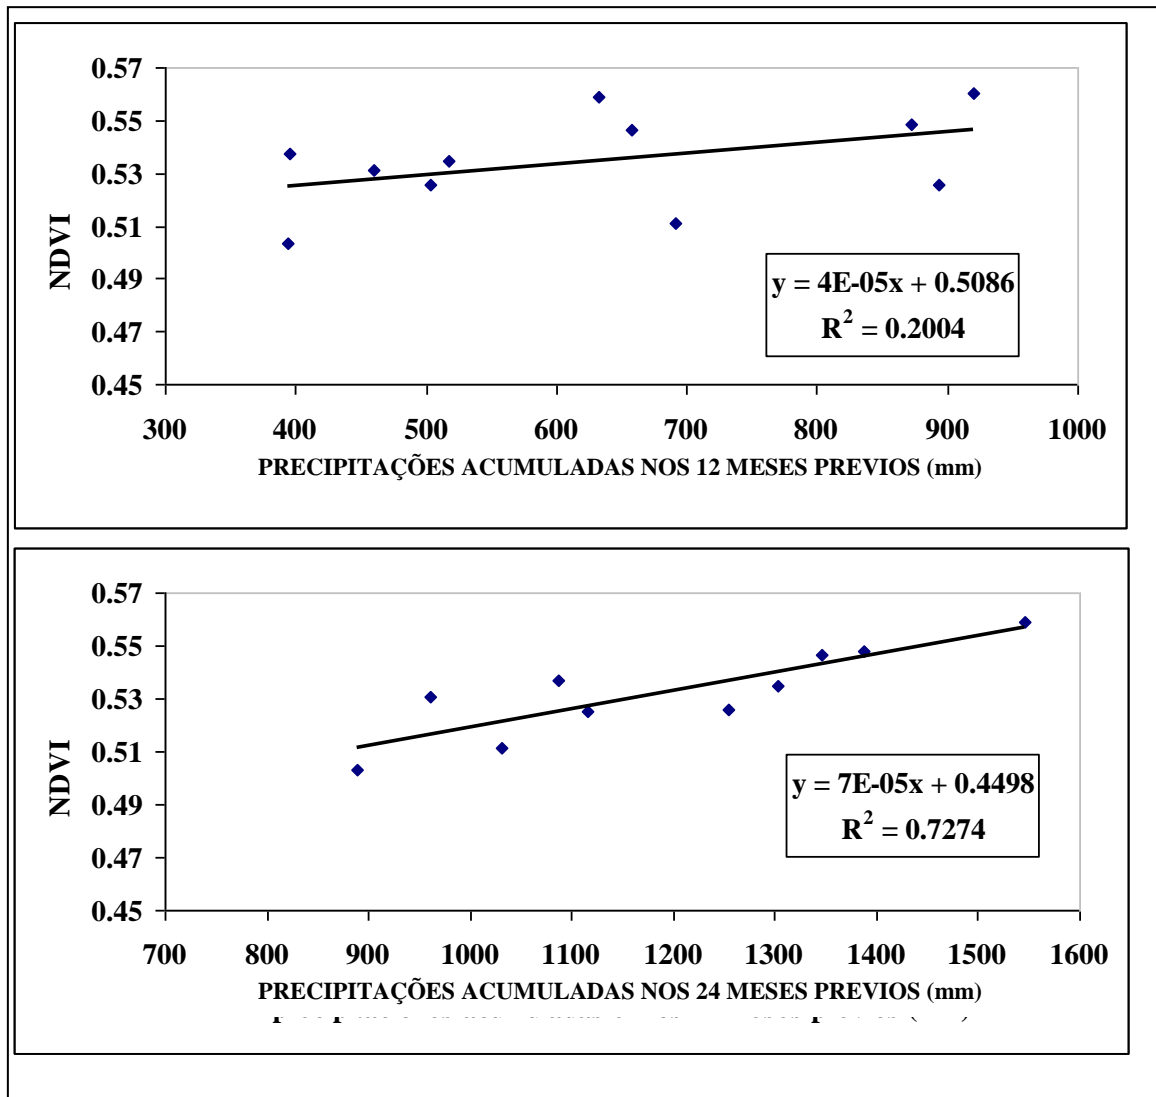 0.57
0.55
0.53
0.51
0.49
0.47
0.45
NDVI
y = 4E-05x + 0.5086
R² = 0.2004
300 400 500 600 700 800 900 1000
PRECIPITAÇÕES ACUMULADAS NOS 12 MESES PREVIOS (mm)
0.57
0.55
0.53
0.51
0.49
0.47
0.45
NDVI
y = 7E-05x + 0.4498
R² = 0.7274
700 800 900 1000 1100 1200 1300 1400 1500 1600
PRECIPITAÇÕES ACUMULADAS NOS 24 MESES PREVIOS (mm)